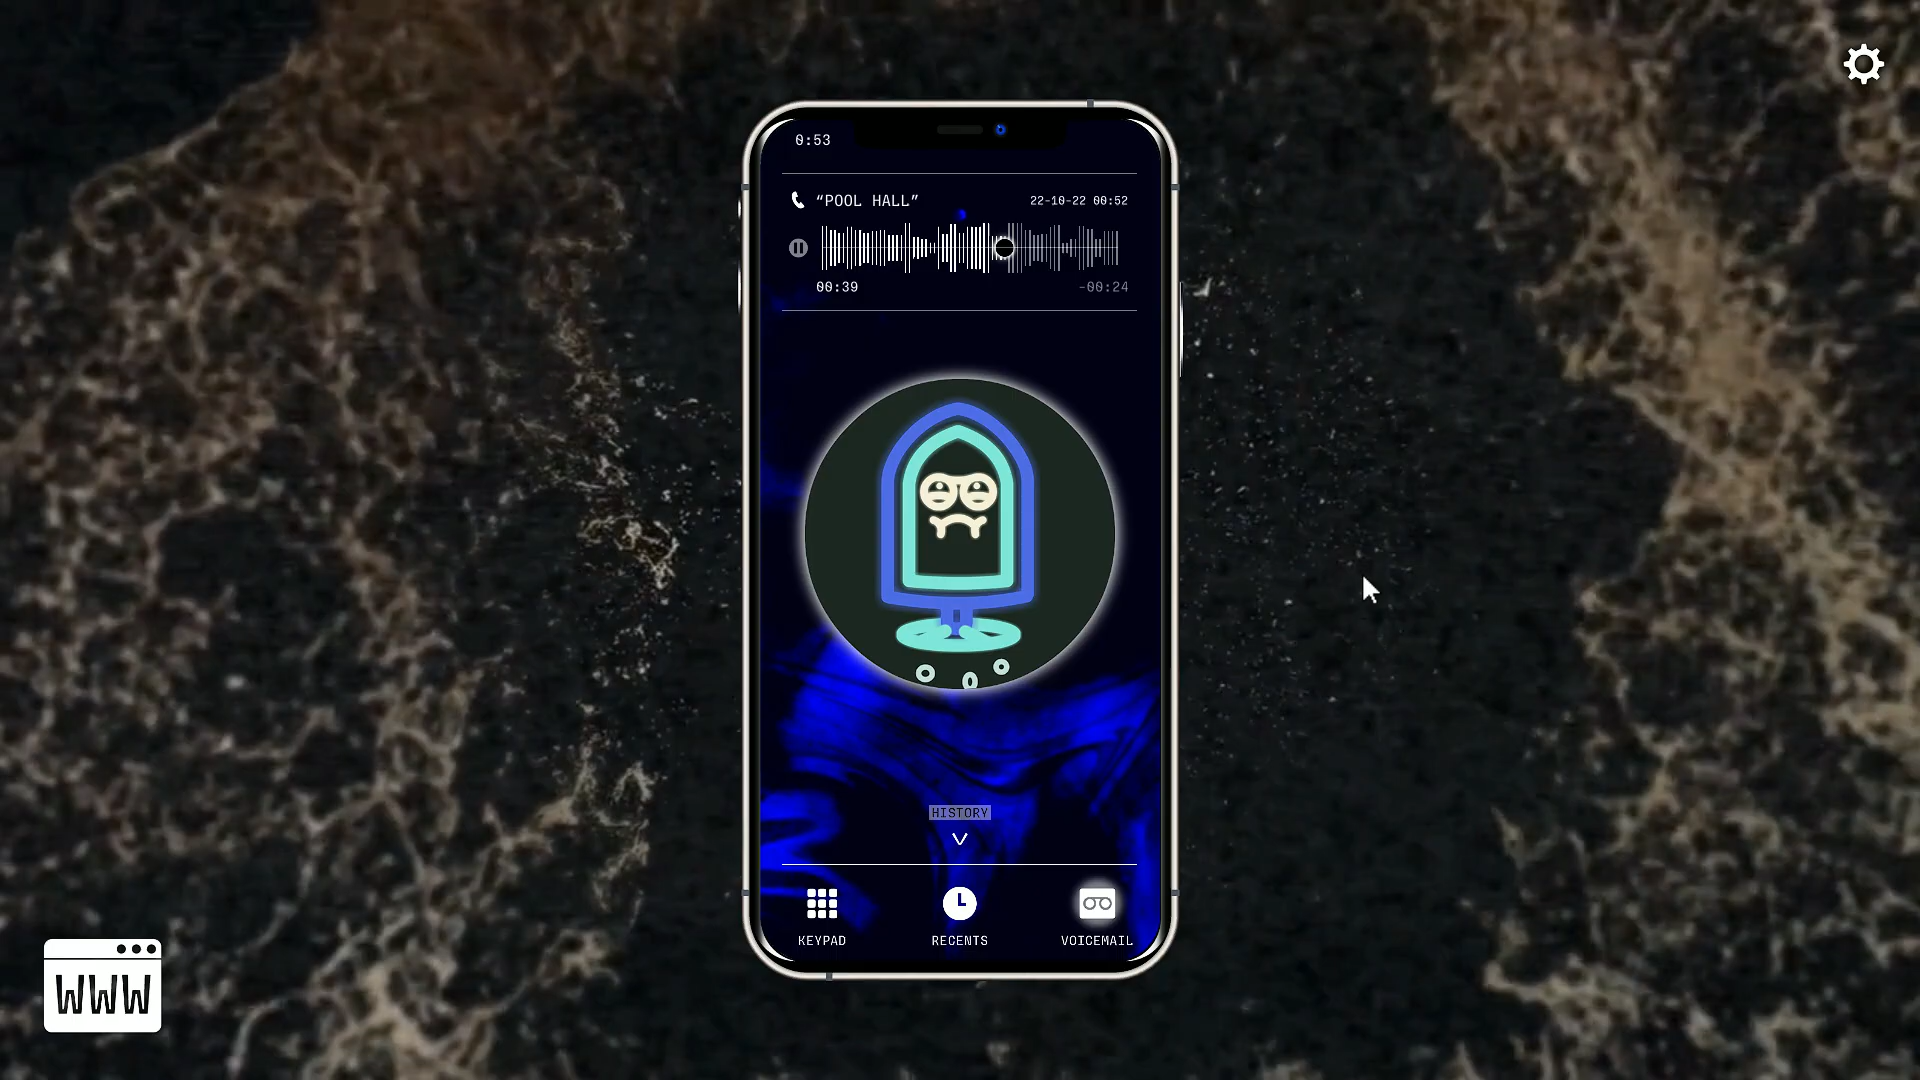 0:53
“POOL HALL” 22-10-22 00:52
00:39 -00:24
HISTORY
KEYPAD RECENTS VOICEMAIL
WWW